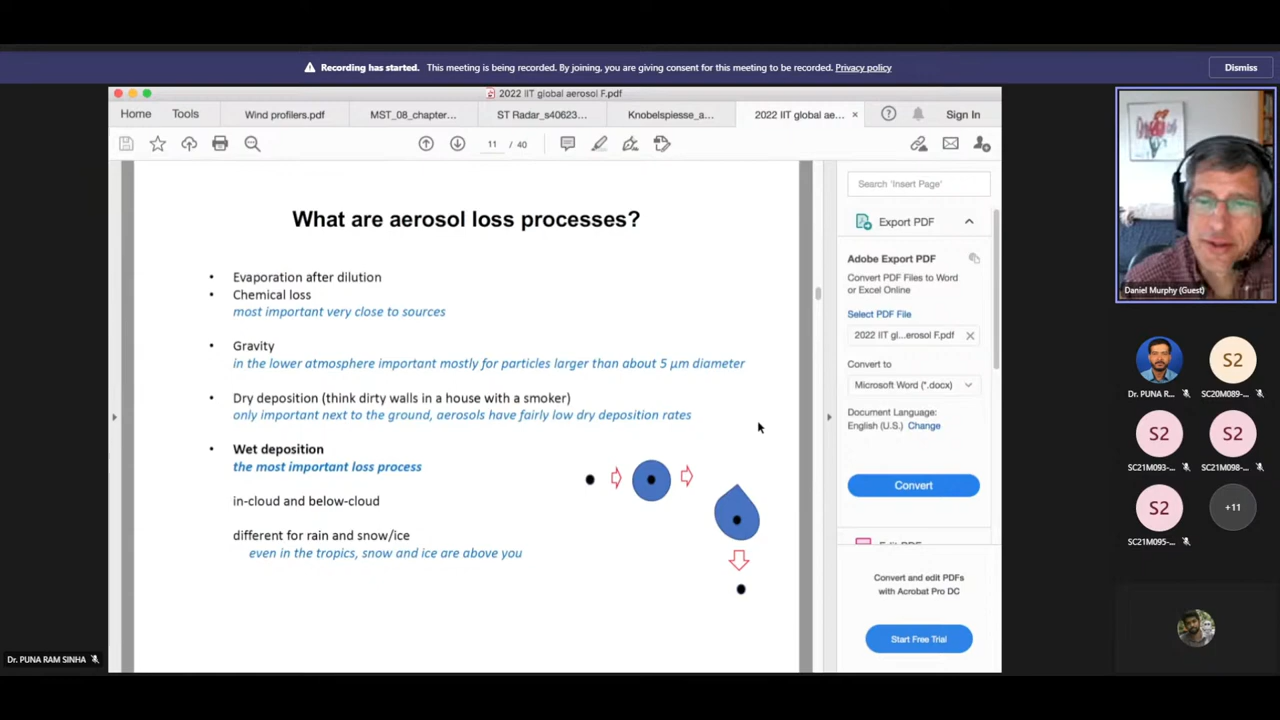 Recording has started. This meeting is being recorded. By joining, you are giving consent for this meeting to be recorded. Privacy policy
Dismiss
2022 IIT global aerosol F.pdf
Home Tools Wind profilers.pdf MST_08_chapter... ST Radar_s40623... Knobelspiesse_a... 2022 IIT global ae... × Sign In
11 / 40
What are aerosol loss processes?
• Evaporation after dilution
• Chemical loss
most important very close to sources
• Gravity
in the lower atmosphere important mostly for particles larger than about 5 µm diameter
• Dry deposition (think dirty walls in a house with a smoker)
only important next to the ground, aerosols have fairly low dry deposition rates
• Wet deposition
the most important loss process
in-cloud and below-cloud
different for rain and snow/ice
even in the tropics, snow and ice are above you
Search 'Insert Page'
Export PDF
Adobe Export PDF
Convert PDF Files to Word
or Excel Online
Select PDF File
2022 IIT gl...erosol F.pdf
Convert to
Microsoft Word (*.docx)
Document Language:
English (U.S.) Change
Convert
Convert and edit PDFs
with Acrobat Pro DC
Start Free Trial
Daniel Murphy (Guest)
Dr. PUNA R...
S2
SC20M089-...
S2
SC21M093-...
S2
SC21M098-...
S2
SC21M095-...
+11
Dr. PUNA RAM SINHA